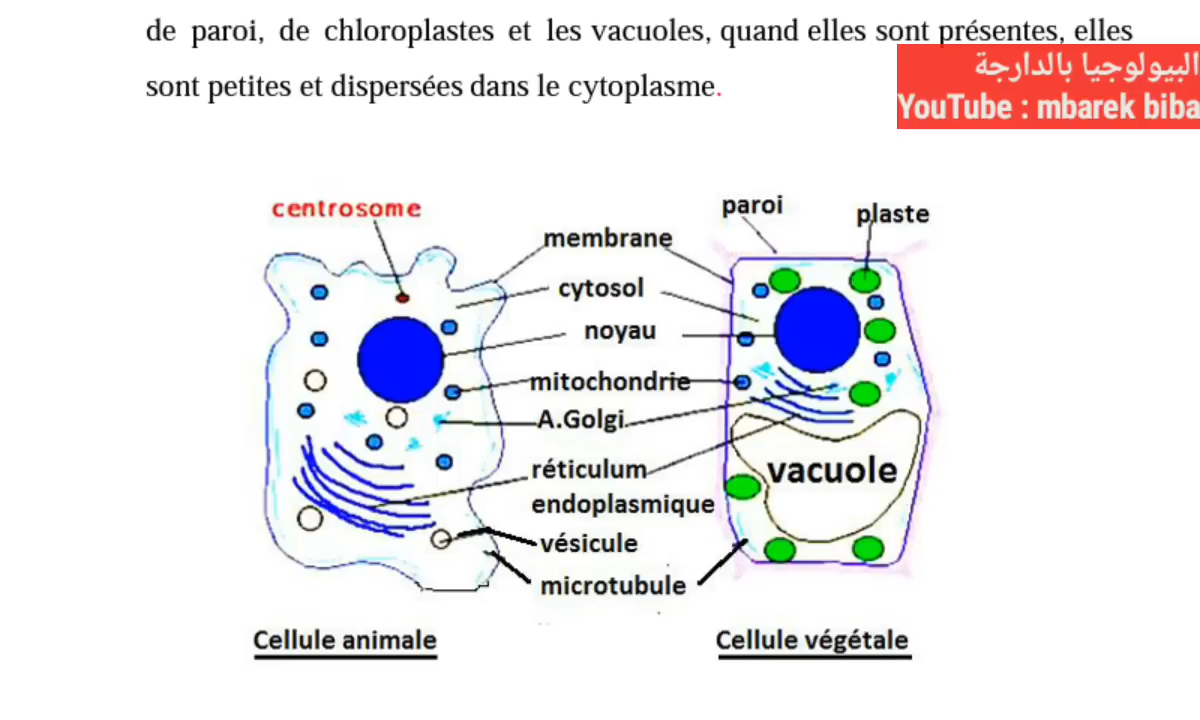 de paroi, de chloroplastes et les vacuoles, quand elles sont présentes, elles
sont petites et dispersées dans le cytoplasme.
البيولوجيا بالدارجة
YouTube : mbarek biba
centrosome
paroi
plaste
membrane
cytosol
noyau
mitochondrie
A.Golgi
réticulum
endoplasmique
vacuole
vésicule
microtubule
Cellule animale
Cellule végétale